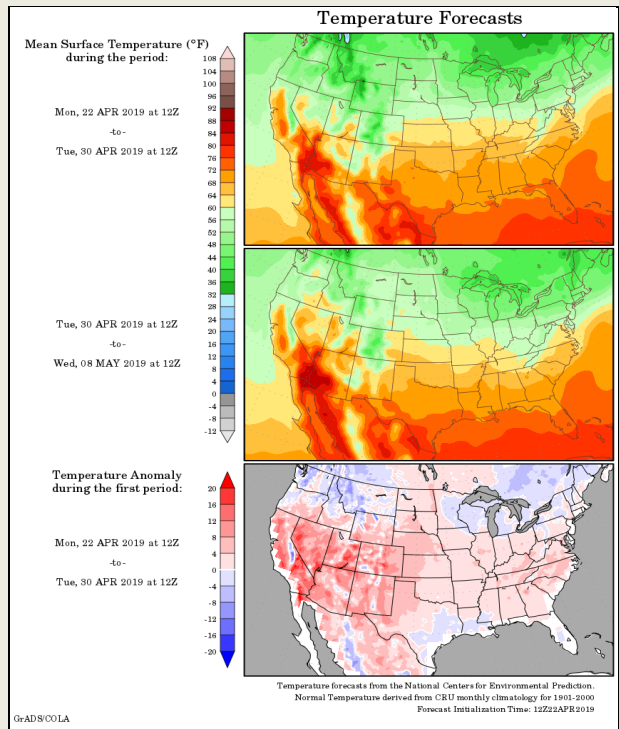 Temperature Forecasts
Mean Surface Temperature (°F)
during the period:
Mon, 22 APR 2019 at 12Z
-to-
Tue, 30 APR 2019 at 12Z
108
104
100
96
92
88
84
80
76
72
68
64
60
56
52
48
44
40
36
32
28
24
20
16
12
8
4
0
-4
-8
-12
Tue, 30 APR 2019 at 12Z
-to-
Wed, 08 MAY 2019 at 12Z
Temperature Anomaly
during the first period:
Mon, 22 APR 2019 at 12Z
-to-
Tue, 30 APR 2019 at 12Z
20
16
12
8
4
0
-4
-8
-12
-16
-20
Temperature forecasts from the National Centers for Environmental Prediction.
Normal Temperature derived from CRU monthly climatology for 1901-2000
Forecast Initialization Time: 12Z22APR2019
GrADS/COLA